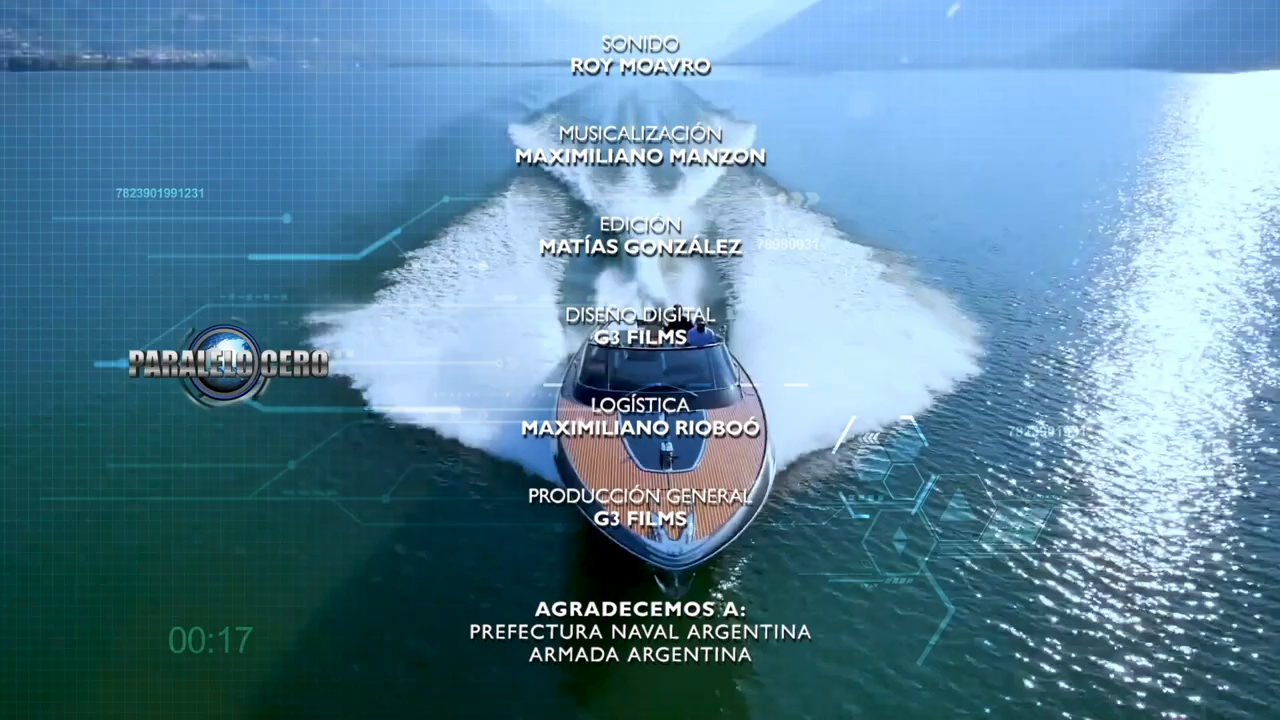 SONIDO
ROY MOAVRO
MUSICALIZACIÓN
MAXIMILIANO MANZON
7823901991231
EDICIÓN
MATÍAS GONZÁLEZ
DISEÑO DIGITAL
G3 FILMS
PARALELO CERO
LOGÍSTICA
MAXIMILIANO RIOBOÓ
PRODUCCIÓN GENERAL
G3 FILMS
AGRADECEMOS A:
PREFECTURA NAVAL ARGENTINA
ARMADA ARGENTINA
00:17